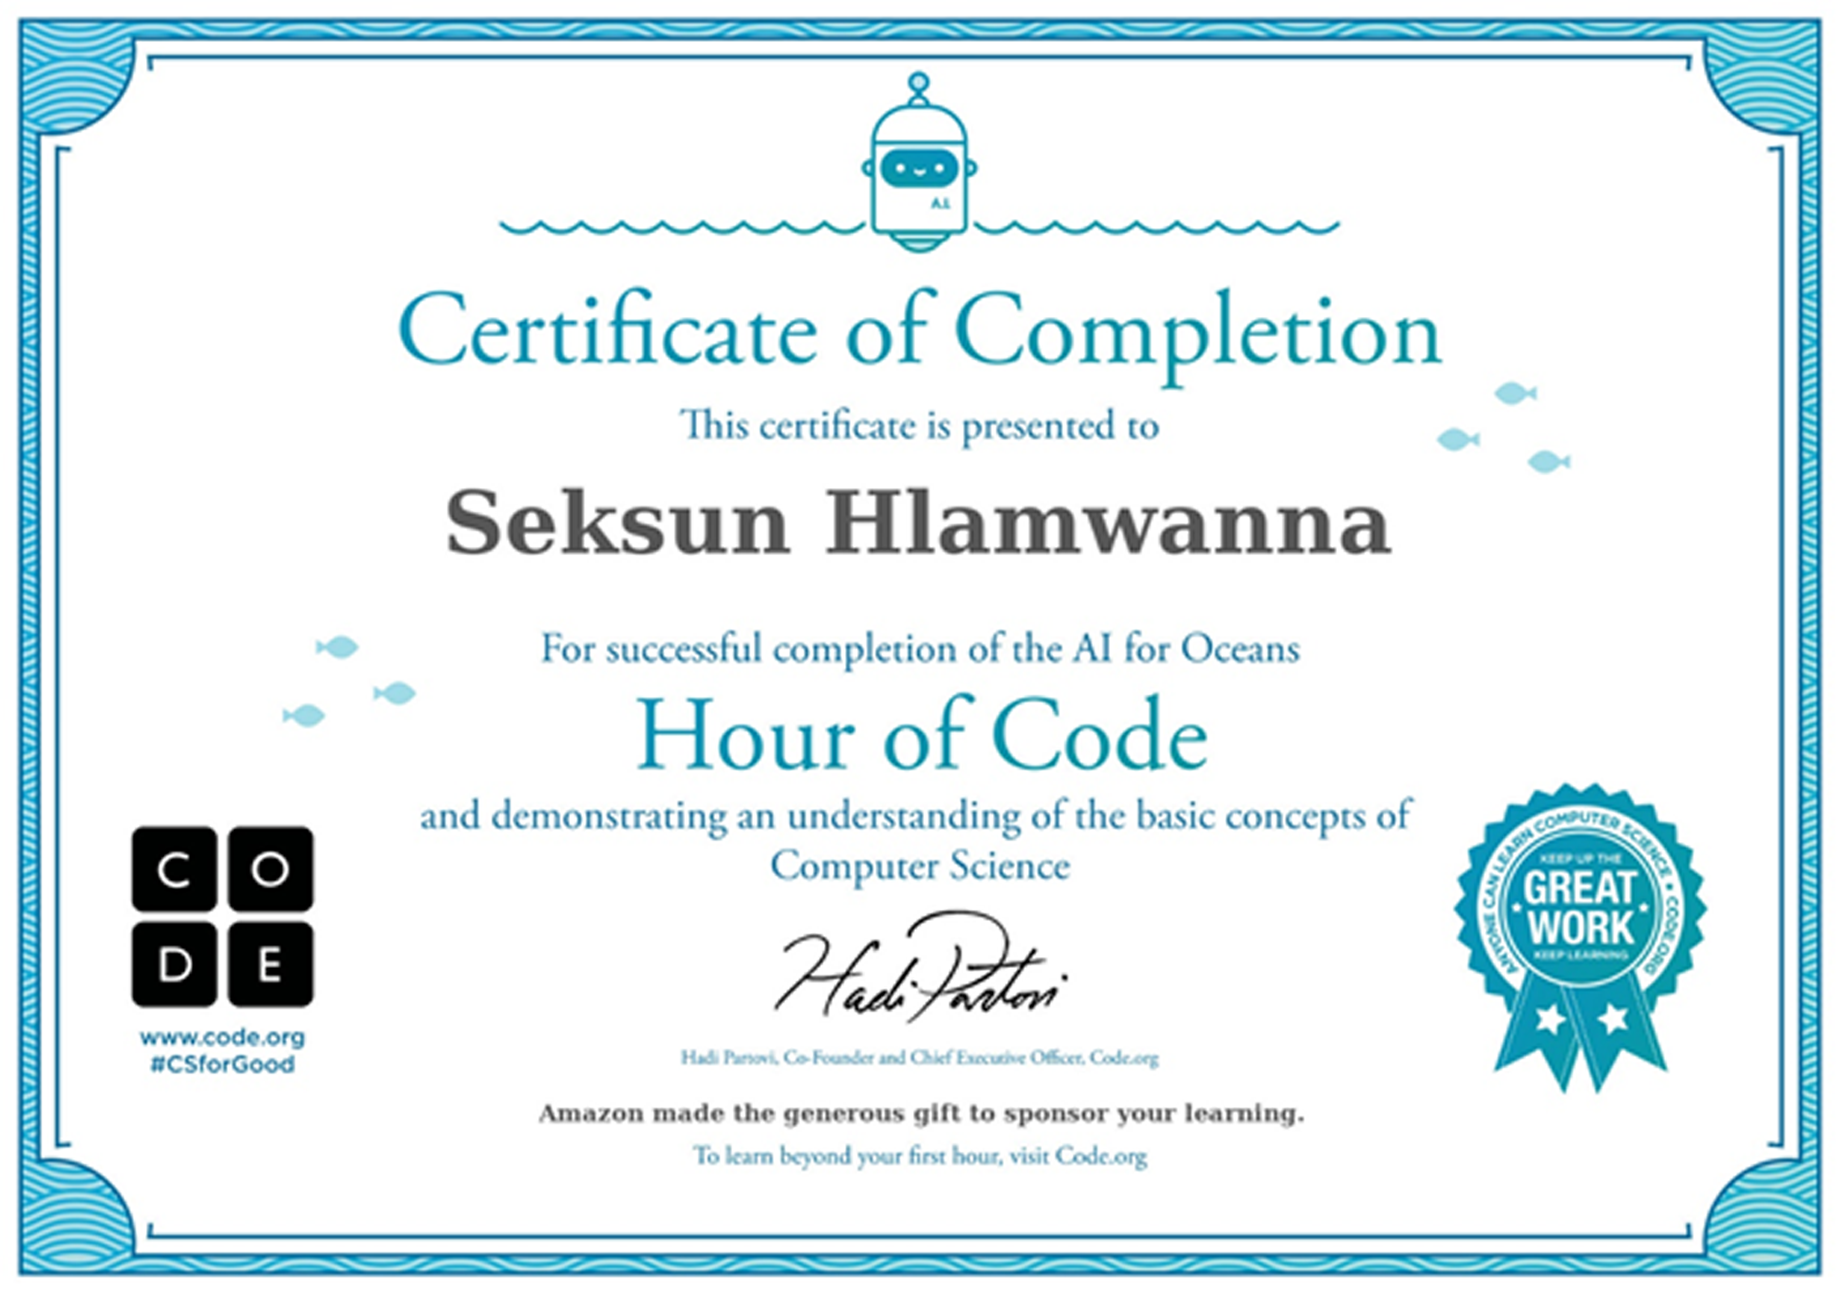 A.I.
Certificate of Completion
This certificate is presented to
Seksun Hlamwanna
For successful completion of the AI for Oceans
Hour of Code
and demonstrating an understanding of the basic concepts of
Computer Science
C O
D E
www.code.org
#CSforGood
Hadi Partovi
Hadi Partovi, Co-Founder and Chief Executive Officer, Code.org
Amazon made the generous gift to sponsor your learning.
To learn beyond your first hour, visit Code.org
ANYONE CAN LEARN COMPUTER SCIENCE • CODE.ORG
KEEP UP THE
GREAT
WORK
KEEP LEARNING